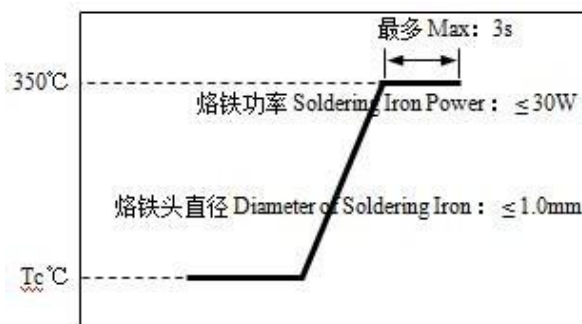 最多 Max：3s
350℃
烙铁功率 Soldering Iron Power：≤30W
烙铁头直径 Diameter of Soldering Iron：≤1.0mm
Tc℃